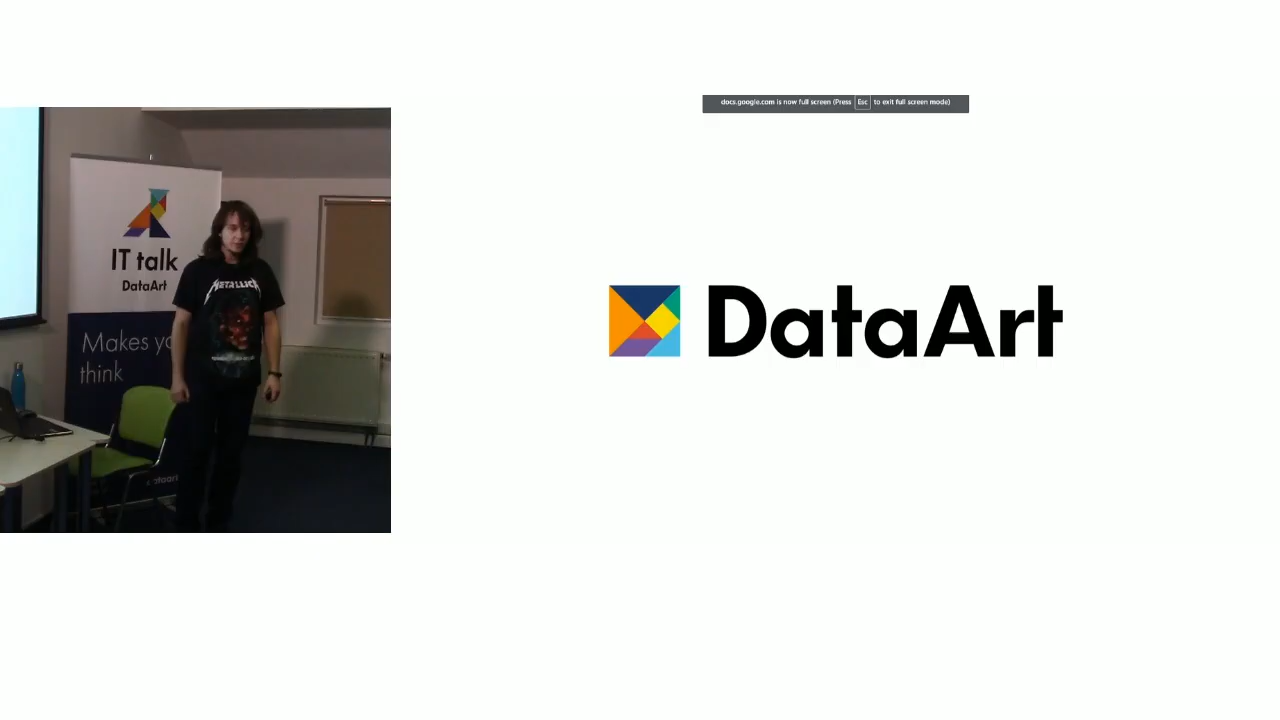 docs.google.com is now full screen (Press Esc to exit full screen mode)
IT talk
DataArt
Makes yo
think
METALLICA
DataArt